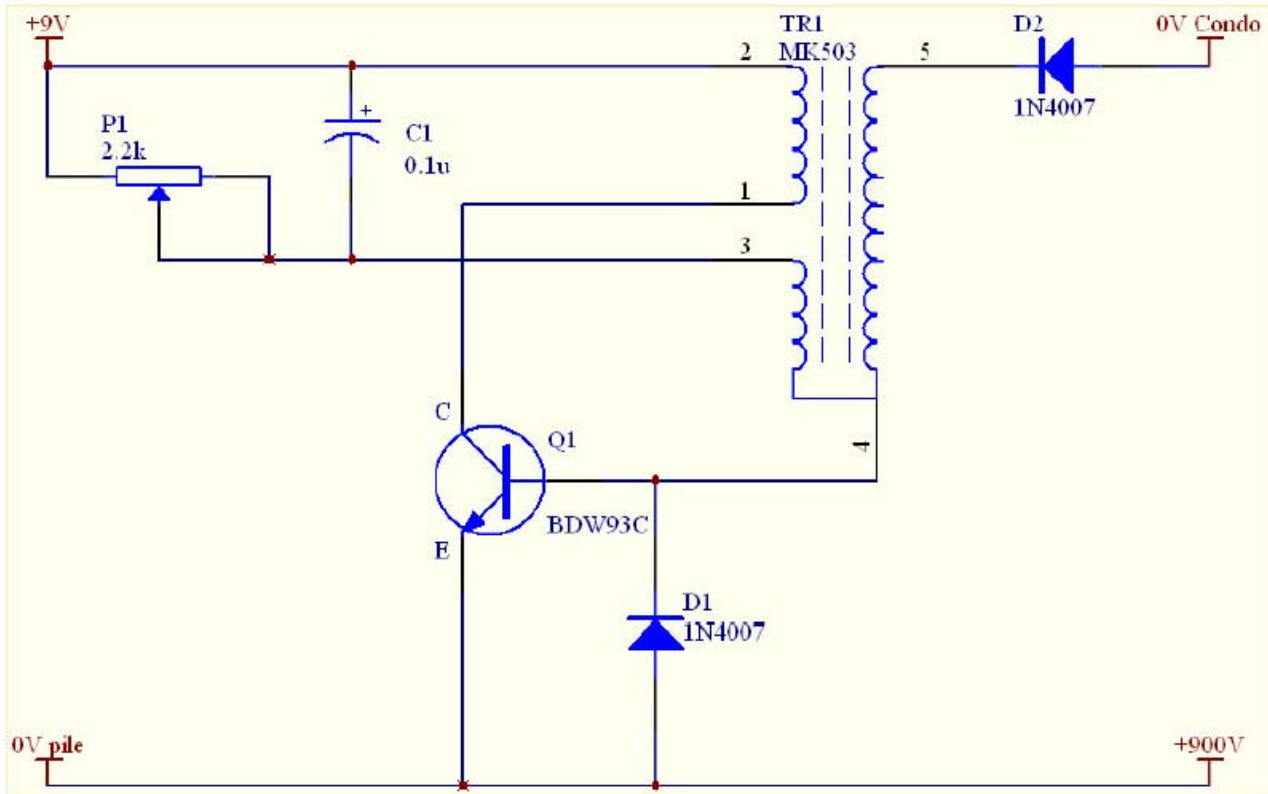 +9V
TR1
MK503
D2
0V Condo
2
5
1N4007
P1
2.2k
+
C1
0.1u
1
3
C
Q1
4
BDW93C
E
D1
1N4007
0V pile
+900V